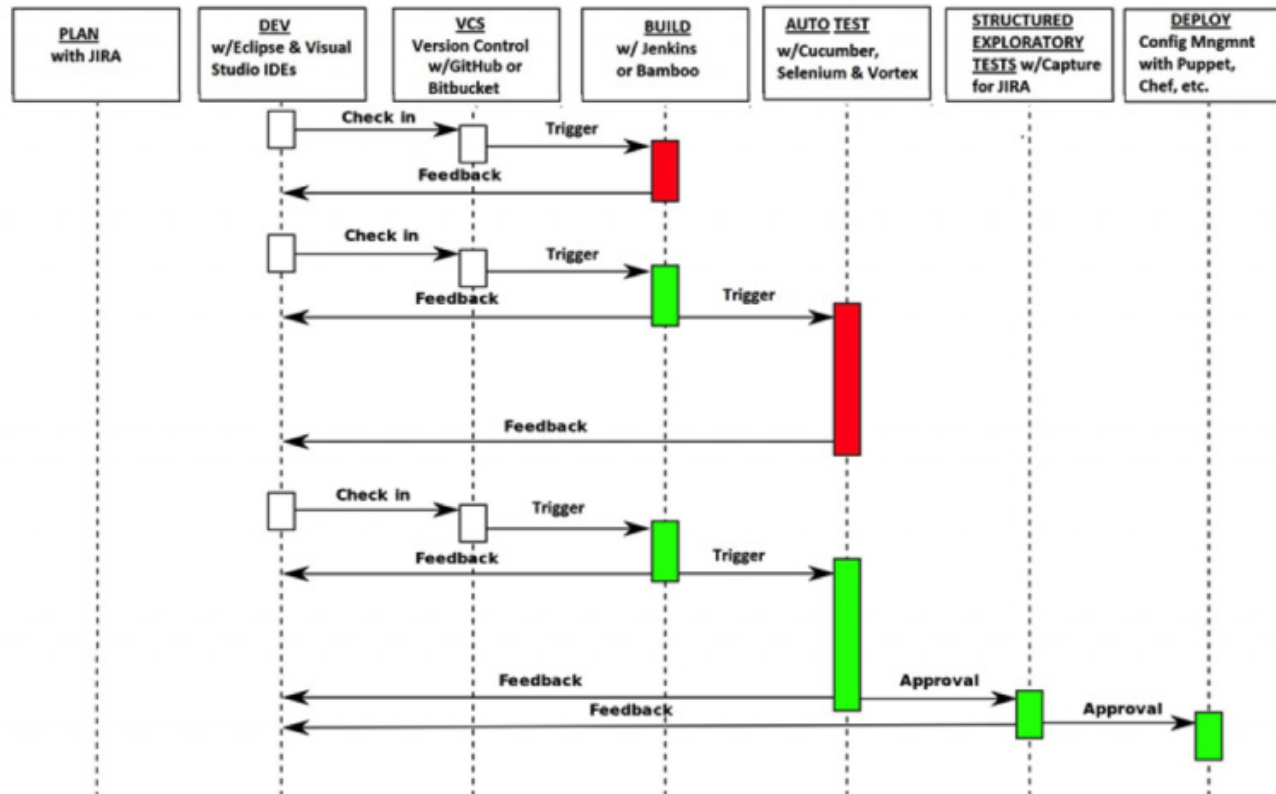 PLAN
with JIRA
DEV
w/Eclipse & Visual
Studio IDEs
VCS
Version Control
w/GitHub or
Bitbucket
BUILD
w/ Jenkins
or Bamboo
AUTO TEST
w/Cucumber,
Selenium & Vortex
STRUCTURED
EXPLORATORY
TESTS w/Capture
for JIRA
DEPLOY
Config Mngmnt
with Puppet,
Chef, etc.
Check in
Trigger
Feedback
Check in
Trigger
Feedback
Trigger
Feedback
Check in
Trigger
Feedback
Trigger
Feedback
Approval
Feedback
Approval